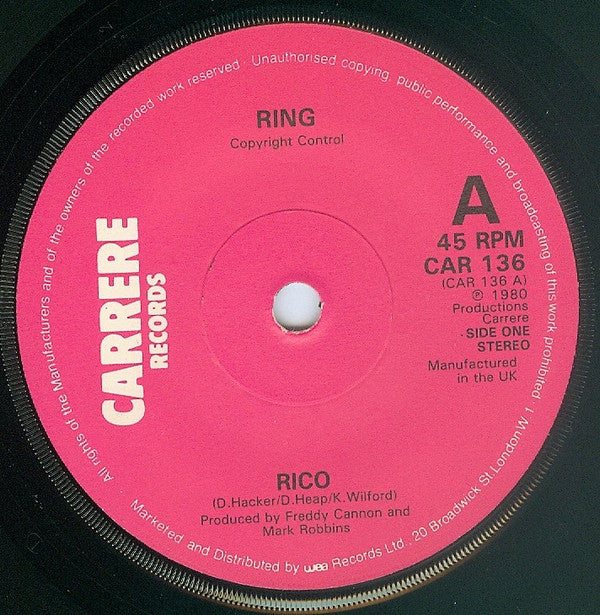 All rights of the Manufacturers and of the owners of the recorded work reserved · Unauthorised copying, public performance and broadcasting of this work prohibited.
RING
Copyright Control
CARRERE
RECORDS
A
45 RPM
CAR 136
(CAR 136 A)
℗ 1980
Productions
Carrere
·SIDE ONE
STEREO
Manufactured
in the UK
RICO
(D.Hacker/D.Heap/K.Wilford)
Produced by Freddy Cannon and
Mark Robbins
Marketed and Distributed by wea Records Ltd., 20 Broadwick St. London W.1.